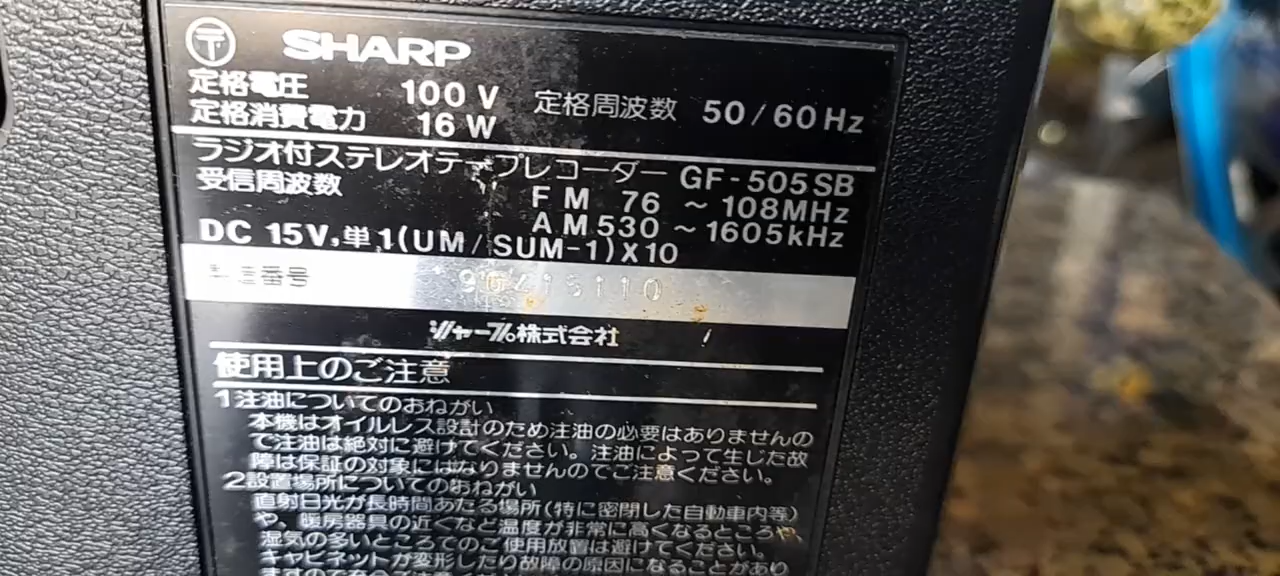 〒 SHARP
定格電圧 100 V 定格周波数 50/60 Hz
定格消費電力 16 W
ラジオ付ステレオテープレコーダー GF-505SB
受信周波数 FM 76 ~ 108MHz
AM 530 ~ 1605kHz
DC 15V, 単1(UM/SUM-1)X10
製造番号
シャープ株式会社
使用上のご注意
1 注油についてのおねがい
本機はオイルレス設計のため注油の必要はありませんの
で注油は絶対に避けてください。注油によって生じた故
障は保証の対象にはなりませんのでご注意ください。
2 設置場所についてのおねがい
直射日光が長時間あたる場所(特に密閉した自動車内等)
や、暖房器具の近くなど温度が非常に高くなるところや、
湿気の多いところでのご使用放置は避けてください。
キャビネットが変形したり故障の原因になることがあり